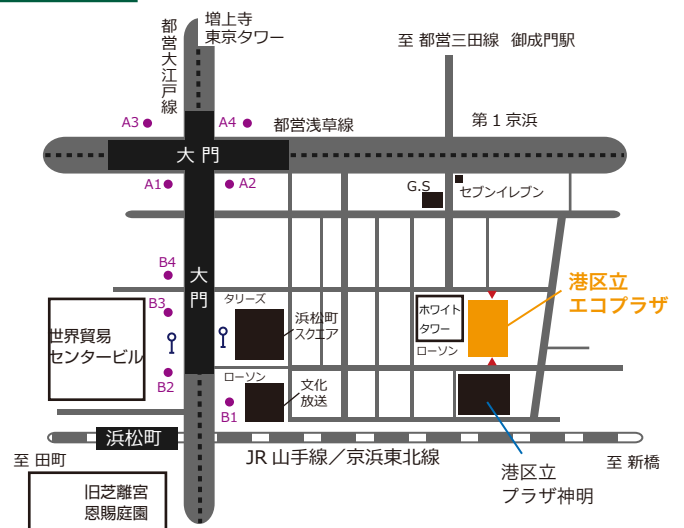 都営大江戸線
増上寺
東京タワー
至 都営三田線 御成門駅
A3
A4
都営浅草線
第1京浜
大門
A1
A2
G.S
セブンイレブン
B4
大門
B3
タリーズ
浜松町
スクエア
ホワイト
タワー
ローソン
港区立
エコプラザ
世界貿易
センタービル
B2
ローソン
B1
文化
放送
浜松町
JR 山手線／京浜東北線
至 田町
至 新橋
港区立
プラザ神明
旧芝離宮
恩賜庭園